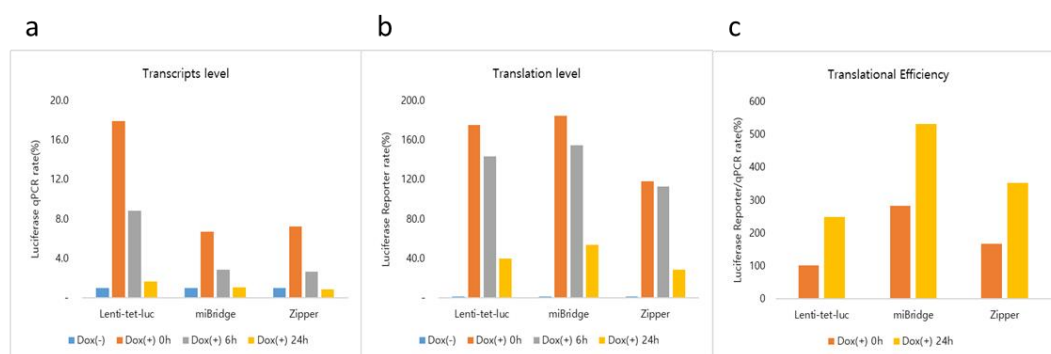 a
Transcripts level
Luciferase qPCR rate(%)
20.0
16.0
12.0
8.0
4.0
-
Lenti-tet-luc miBridge Zipper
Dox(-) Dox(+) 0h Dox(+) 6h Dox(+) 24h
b
Translation level
Luciferase Reporter rate(%)
200.0
160.0
120.0
80.0
40.0
-
Lenti-tet-luc miBridge Zipper
Dox(-) Dox(+) 0h Dox(+) 6h Dox(+) 24h
c
Translational Efficiency
Luciferase Reporter/qPCR rate(%)
600
500
400
300
200
100
0
Lenti-tet-luc miBridge Zipper
Dox(+) 0h Dox(+) 24h